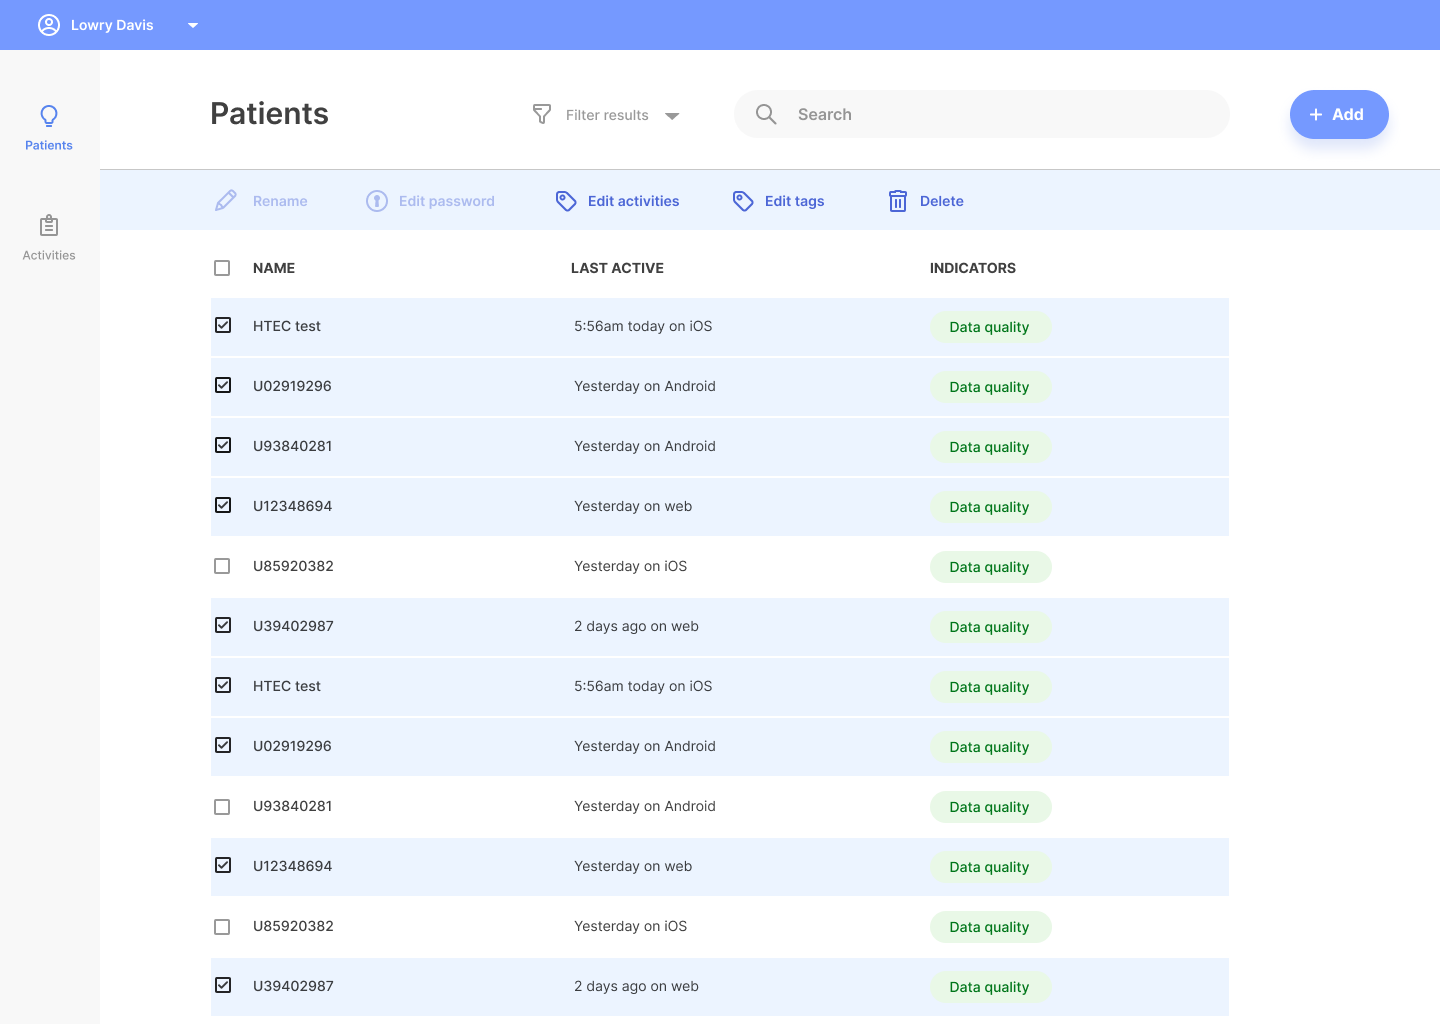 Lowry Davis
Patients
Filter results
Search
+ Add
Patients
Activities
Rename
Edit password
Edit activities
Edit tags
Delete
NAME LAST ACTIVE INDICATORS
HTEC test 5:56am today on iOS Data quality
U02919296 Yesterday on Android Data quality
U93840281 Yesterday on Android Data quality
U12348694 Yesterday on web Data quality
U85920382 Yesterday on iOS Data quality
U39402987 2 days ago on web Data quality
HTEC test 5:56am today on iOS Data quality
U02919296 Yesterday on Android Data quality
U93840281 Yesterday on Android Data quality
U12348694 Yesterday on web Data quality
U85920382 Yesterday on iOS Data quality
U39402987 2 days ago on web Data quality